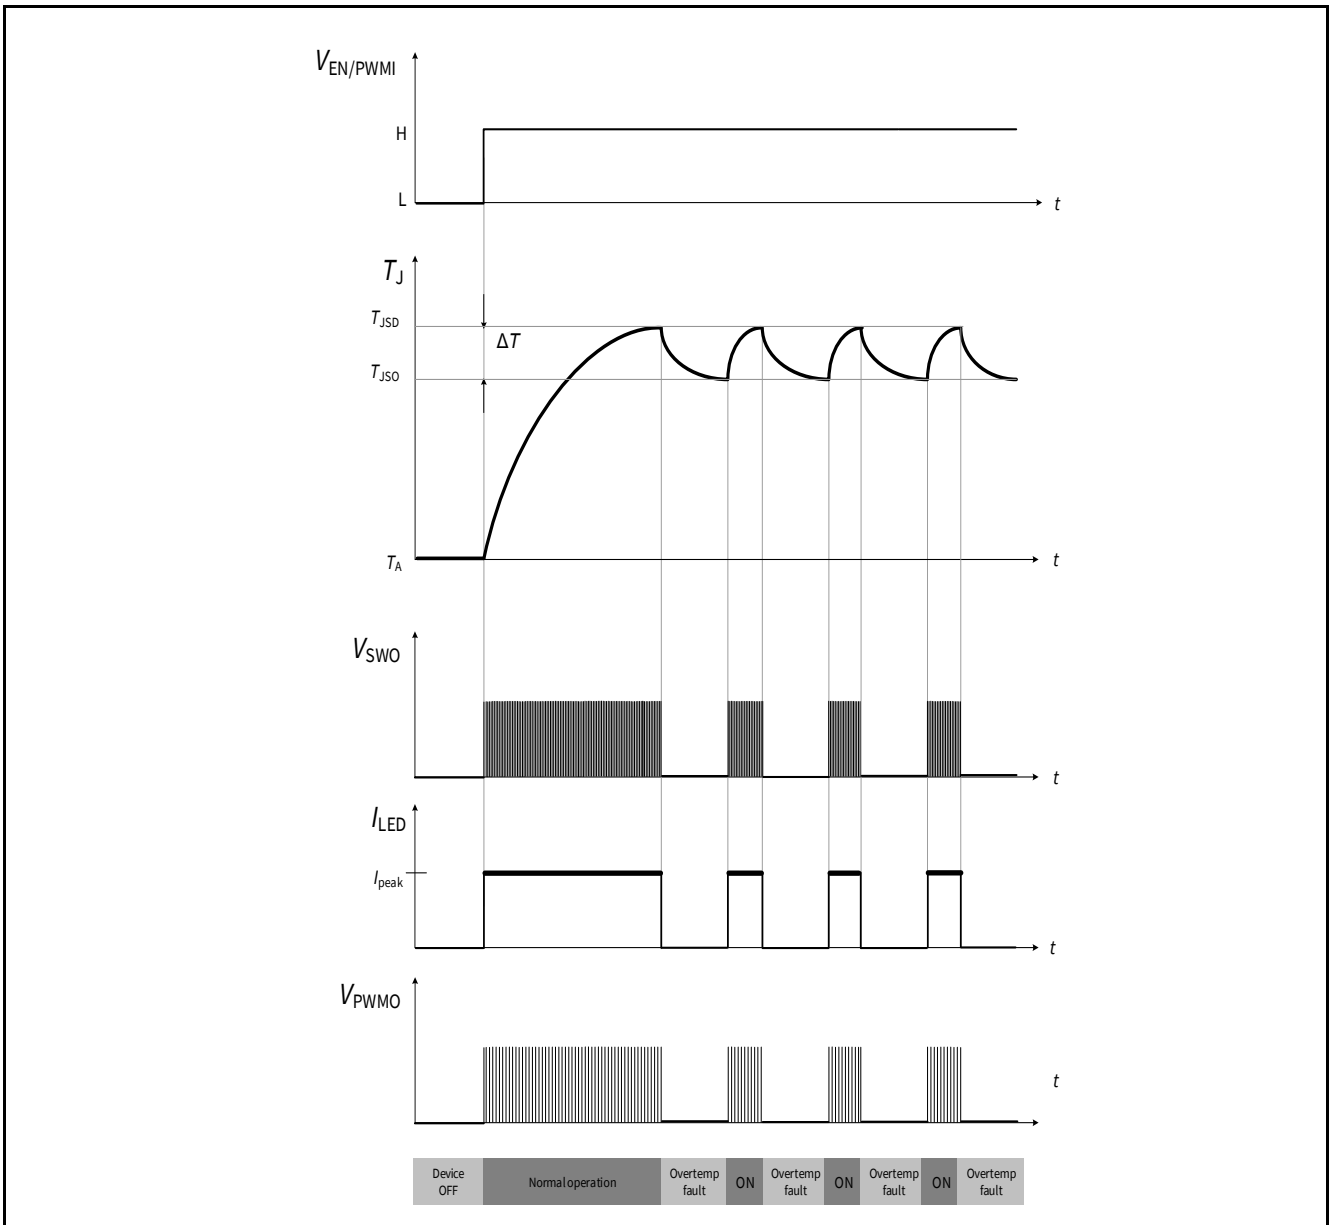 V_EN/PWMI
H
L
t
T_J
T_JSD
ΔT
T_JSO
T_A
t
V_SWO
t
I_LED
I_peak
t
V_PWMO
t
Device OFF
Normal operation
Overtemp fault
ON
Overtemp fault
ON
Overtemp fault
ON
Overtemp fault